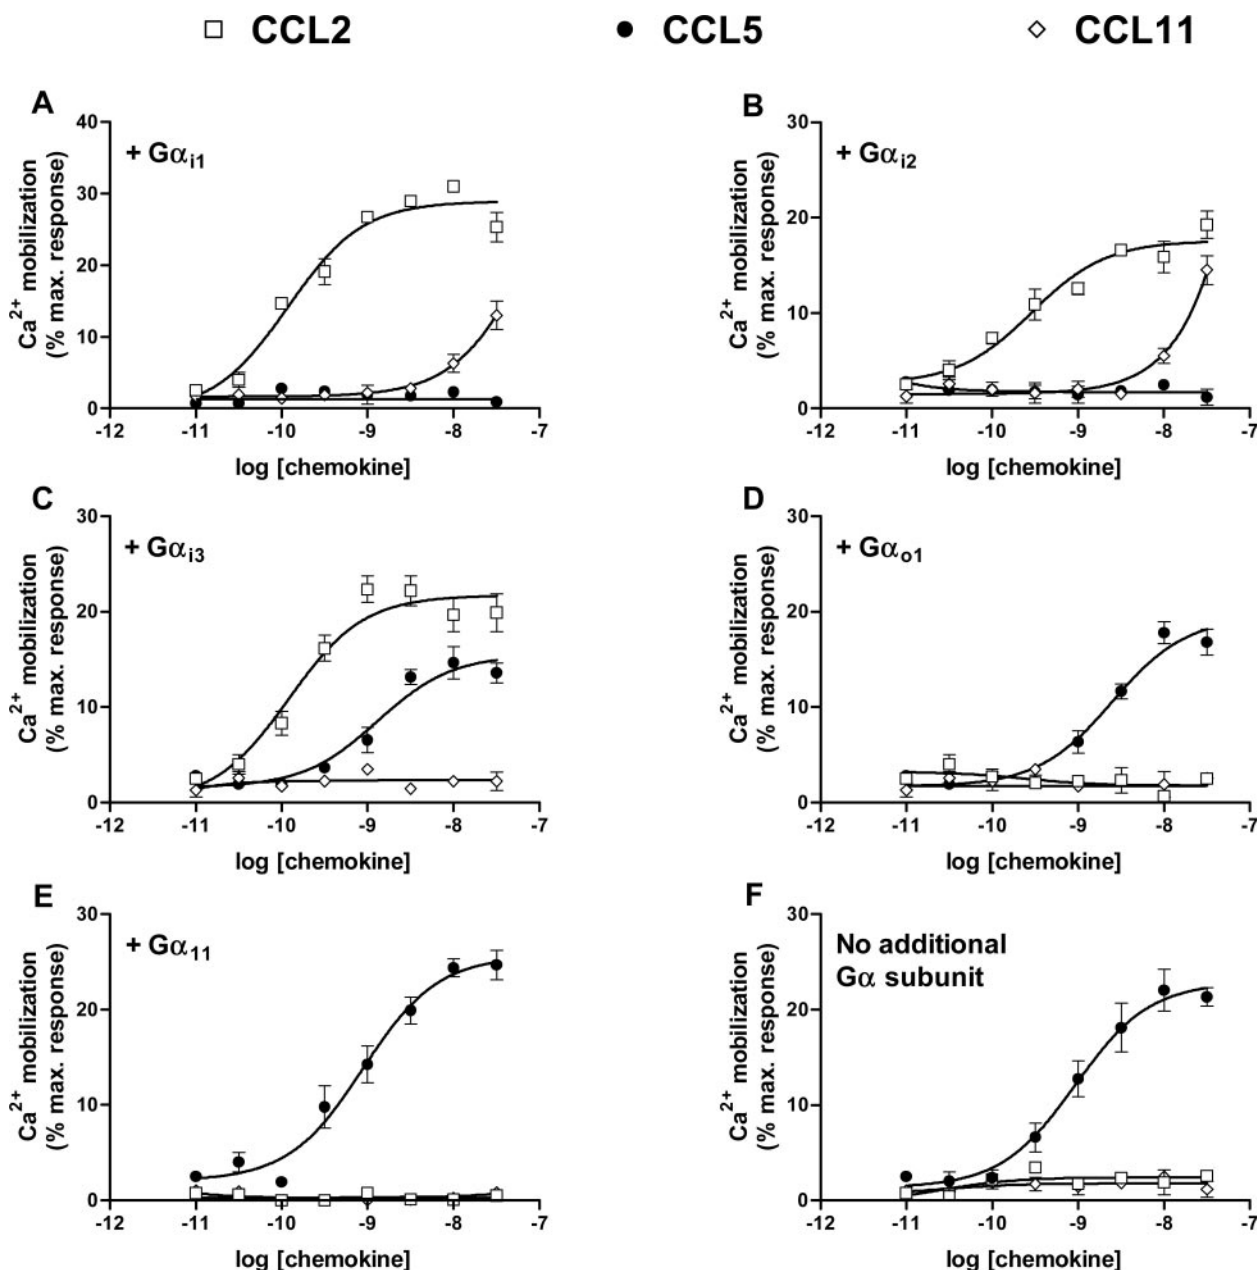 CCL2 CCL5 CCL11
A
+ Gαi1
Ca2+ mobilization
(% max. response)
40
30
20
10
0
-12 -11 -10 -9 -8 -7
log [chemokine]
B
+ Gαi2
Ca2+ mobilization
(% max. response)
30
20
10
0
-12 -11 -10 -9 -8 -7
log [chemokine]
C
+ Gαi3
Ca2+ mobilization
(% max. response)
30
20
10
0
-12 -11 -10 -9 -8 -7
log [chemokine]
D
+ Gαo1
Ca2+ mobilization
(% max. response)
30
20
10
0
-12 -11 -10 -9 -8 -7
log [chemokine]
E
+ Gα11
Ca2+ mobilization
(% max. response)
30
20
10
0
-12 -11 -10 -9 -8 -7
log [chemokine]
F
No additional
Gα subunit
Ca2+ mobilization
(% max. response)
30
20
10
0
-12 -11 -10 -9 -8 -7
log [chemokine]